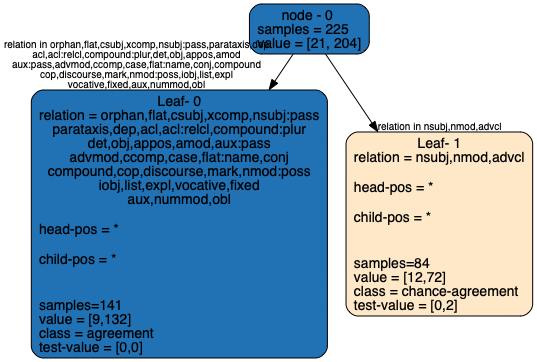 node - 0
samples = 225
value = [21, 204]
relation in orphan,flat,csubj,xcomp,nsubj:pass,parataxis,dep
acl,acl:relcl,compound:plur,det,obj,appos,amod
aux:pass,advmod,ccomp,case,flat:name,conj,compound
cop,discourse,mark,nmod:poss,iobj,list,expl
vocative,fixed,aux,nummod,obl
relation in nsubj,nmod,advcl
Leaf- 0
relation = orphan,flat,csubj,xcomp,nsubj:pass
parataxis,dep,acl,acl:relcl,compound:plur
det,obj,appos,amod,aux:pass
advmod,ccomp,case,flat:name,conj
compound,cop,discourse,mark,nmod:poss
iobj,list,expl,vocative,fixed
aux,nummod,obl
head-pos = *
child-pos = *
samples=141
value = [9,132]
class = agreement
test-value = [0,0]
Leaf- 1
relation = nsubj,nmod,advcl
head-pos = *
child-pos = *
samples=84
value = [12,72]
class = chance-agreement
test-value = [0,2]